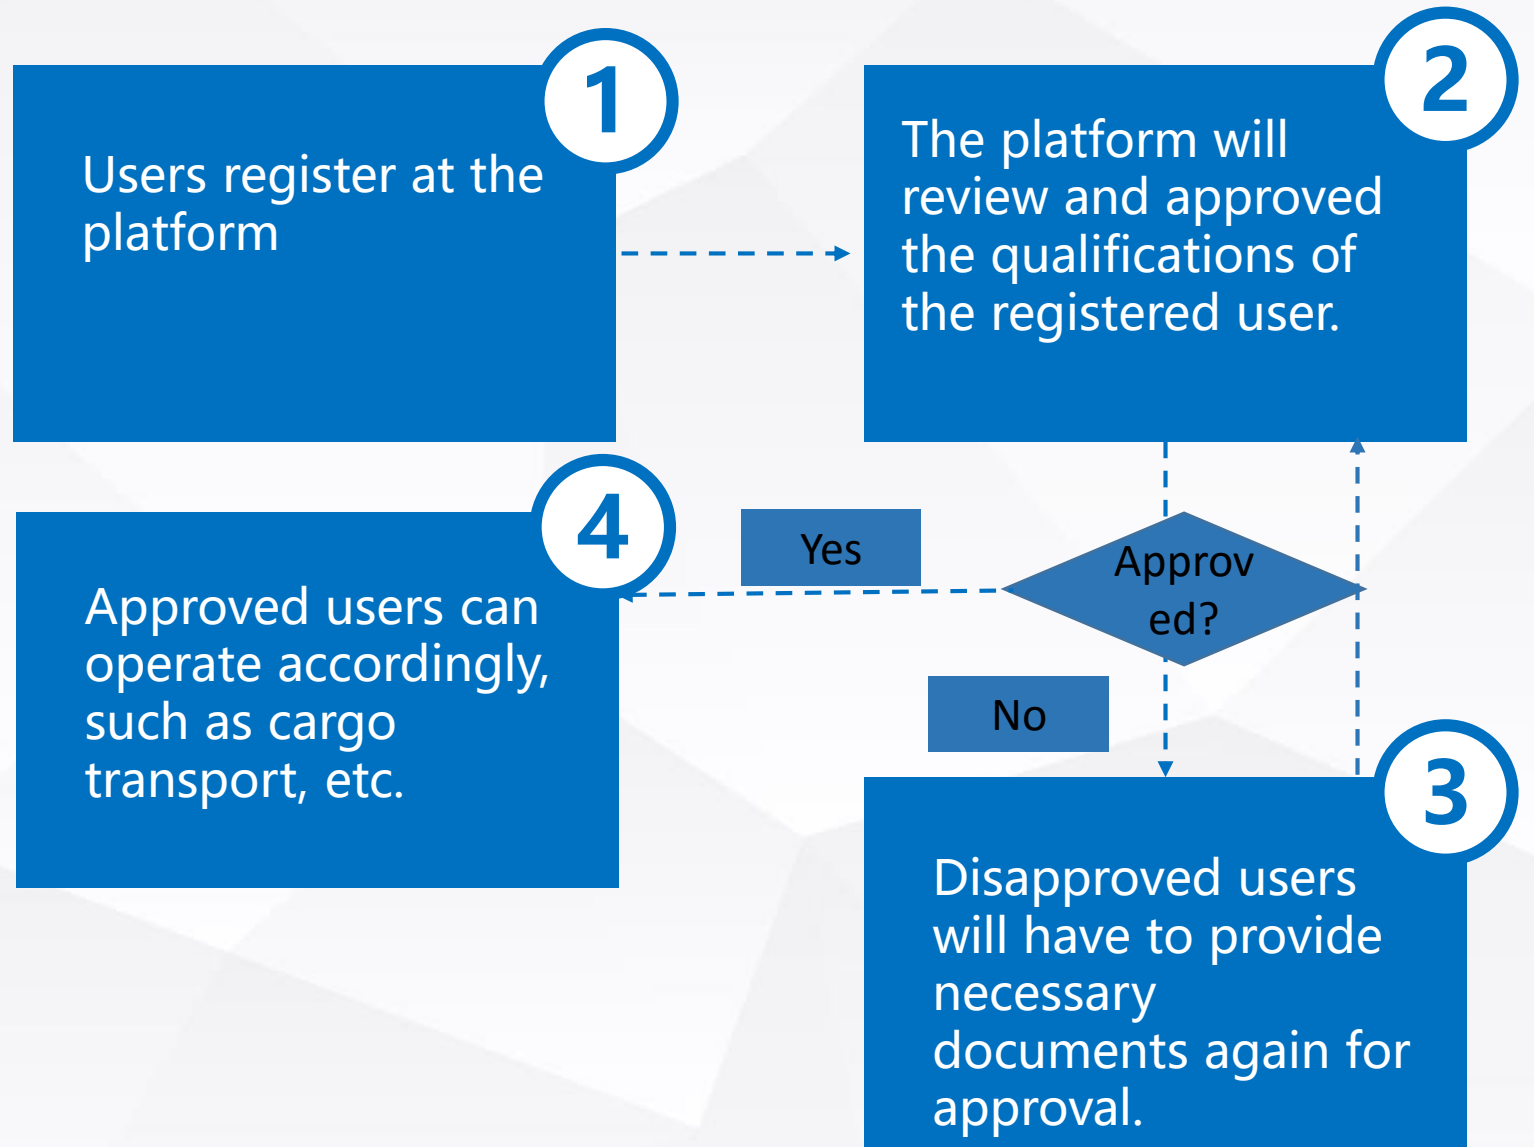 1
Users register at the
platform
2
The platform will
review and approved
the qualifications of
the registered user.
Approv
ed?
Yes
No
3
Disapproved users
will have to provide
necessary
documents again for
approval.
4
Approved users can
operate accordingly,
such as cargo
transport, etc.